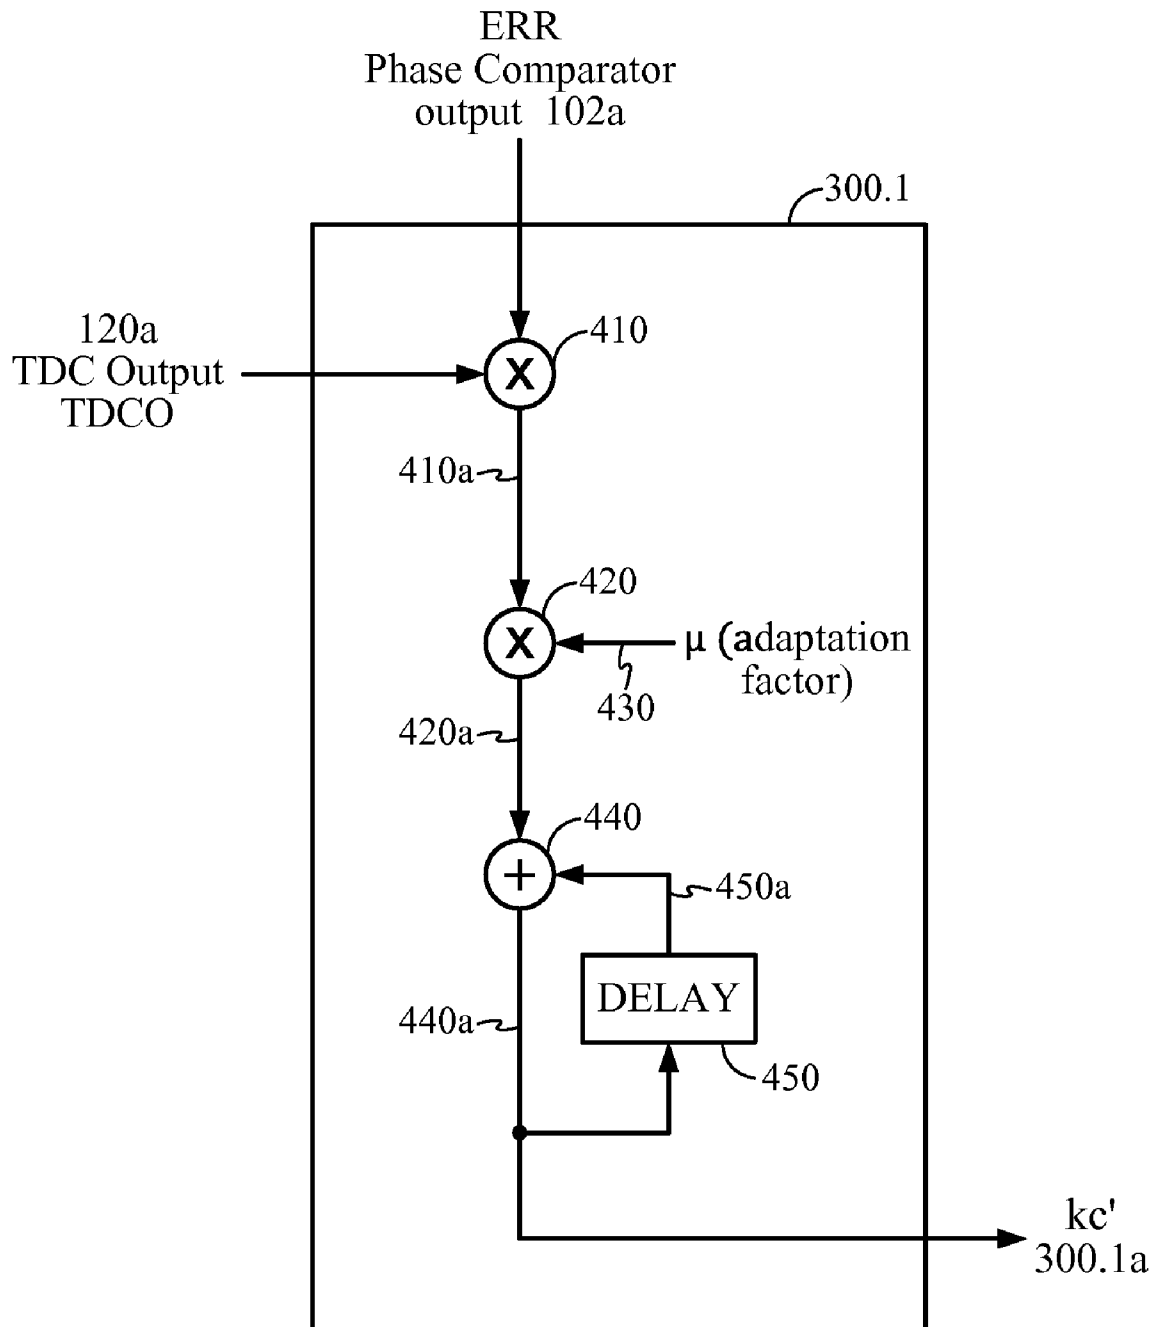 ERR
Phase Comparator
output 102a
300.1
120a
TDC Output
TDCO
X
410
410a
420
X
μ (adaptation
factor)
430
420a
440
+
450a
DELAY
440a
450
kc'
300.1a